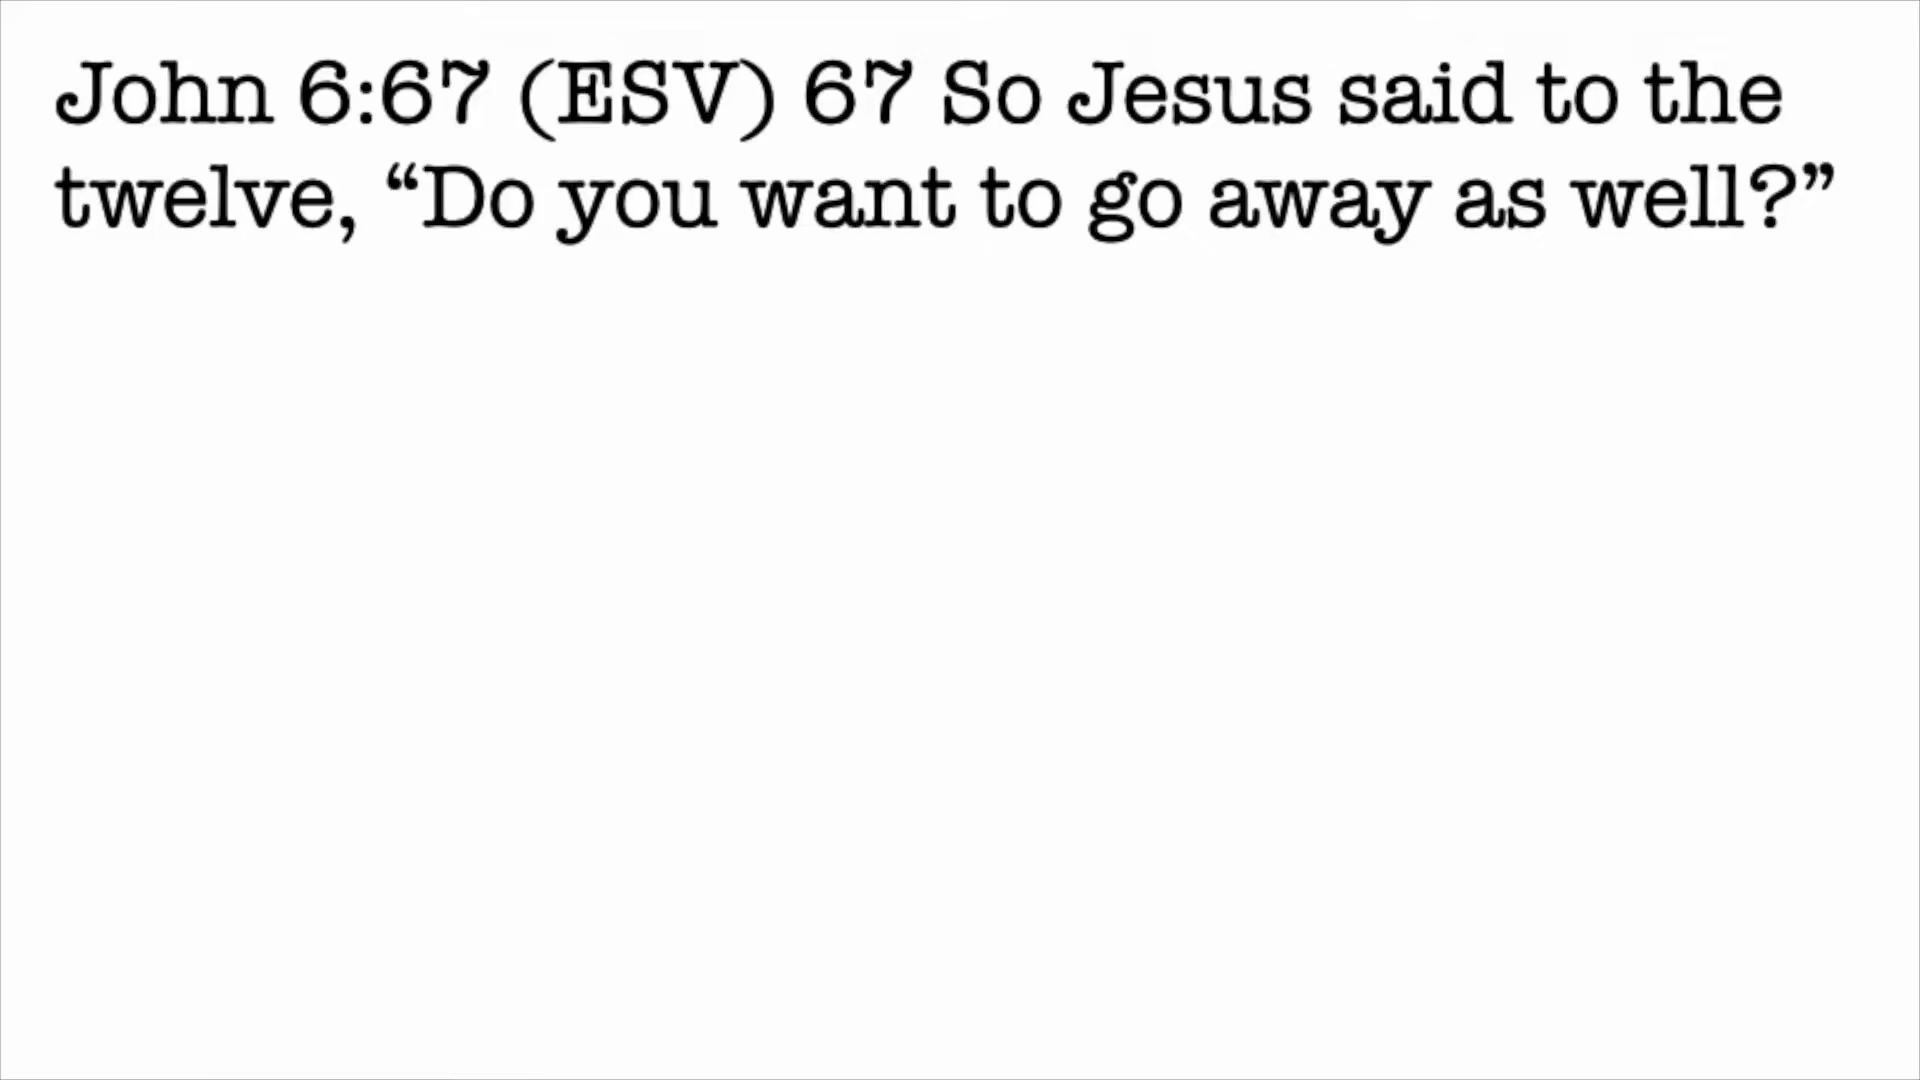 John 6:67 (ESV) 67 So Jesus said to the
twelve, “Do you want to go away as well?”